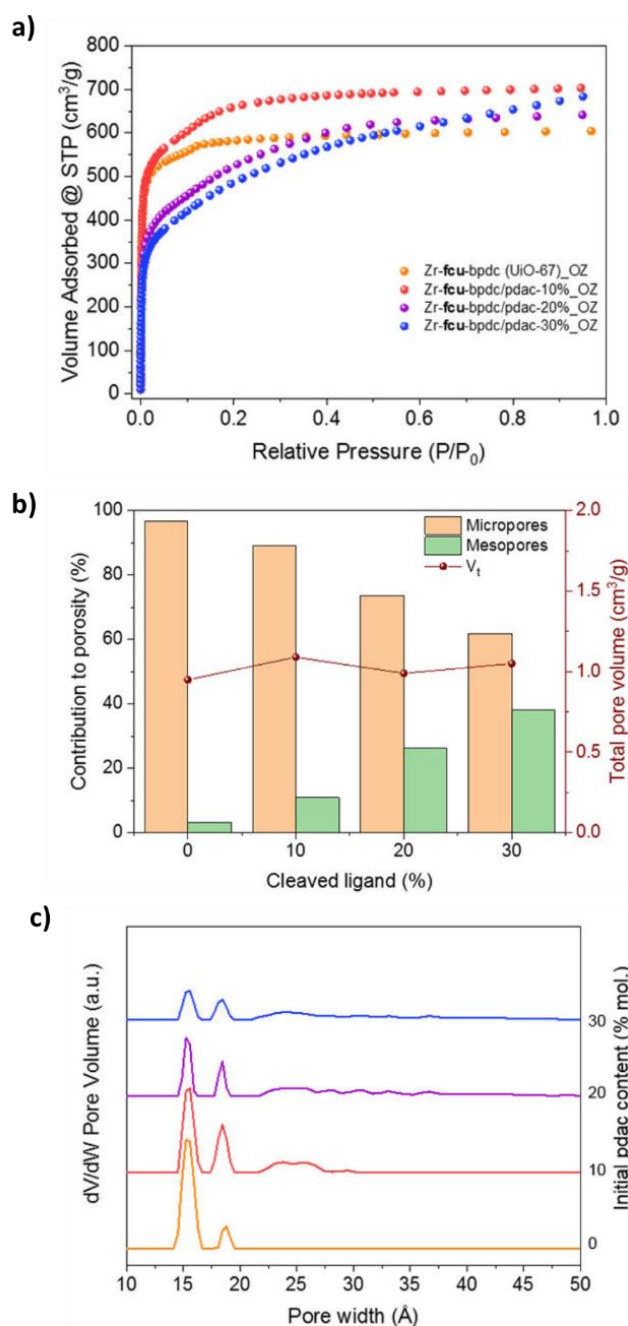 a)
800
700
600
500
400
300
200
100
0
Volume Adsorbed @ STP (cm³/g)
Zr-fcu-bpdc (UiO-67)_OZ
Zr-fcu-bpdc/pdac-10%_OZ
Zr-fcu-bpdc/pdac-20%_OZ
Zr-fcu-bpdc/pdac-30%_OZ
0.0 0.2 0.4 0.6 0.8 1.0
Relative Pressure (P/P₀)
b)
100
80
60
40
20
0
Contribution to porosity (%)
Micropores
Mesopores
Vₜ
2.0
1.5
1.0
0.5
0.0
Total pore volume (cm³/g)
0 10 20 30
Cleaved ligand (%)
c)
dV/dW Pore Volume (a.u.)
30
20
10
0
Initial pdac content (% mol.)
10 15 20 25 30 35 40 45 50
Pore width (Å)